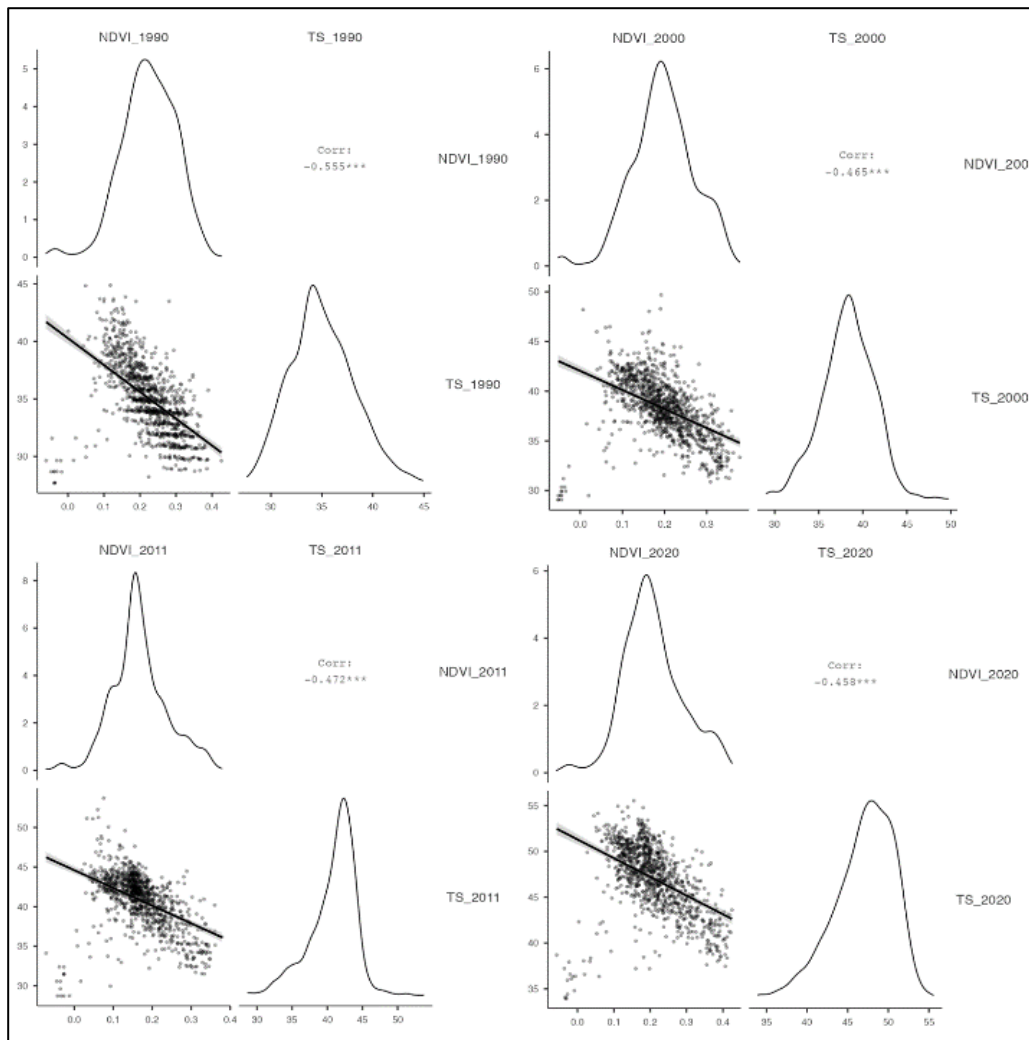 NDVI_1990 TS_1990
5
4
3
2
1
0
Corr:
-0.555***
NDVI_1990
45
40
35
30
TS_1990
0.0 0.1 0.2 0.3 0.4
30 35 40 45
NDVI_2000 TS_2000
6
4
2
0
Corr:
-0.465***
NDVI_200
50
45
40
35
30
TS_2000
0.0 0.1 0.2 0.3
30 35 40 45 50
NDVI_2011 TS_2011
8
6
4
2
0
Corr:
-0.472***
NDVI_2011
50
45
40
35
30
TS_2011
0.0 0.1 0.2 0.3 0.4
30 35 40 45 50
NDVI_2020 TS_2020
6
4
2
0
Corr:
-0.458***
NDVI_2020
55
50
45
40
35
TS_2020
0.0 0.1 0.2 0.3 0.4
35 40 45 50 55